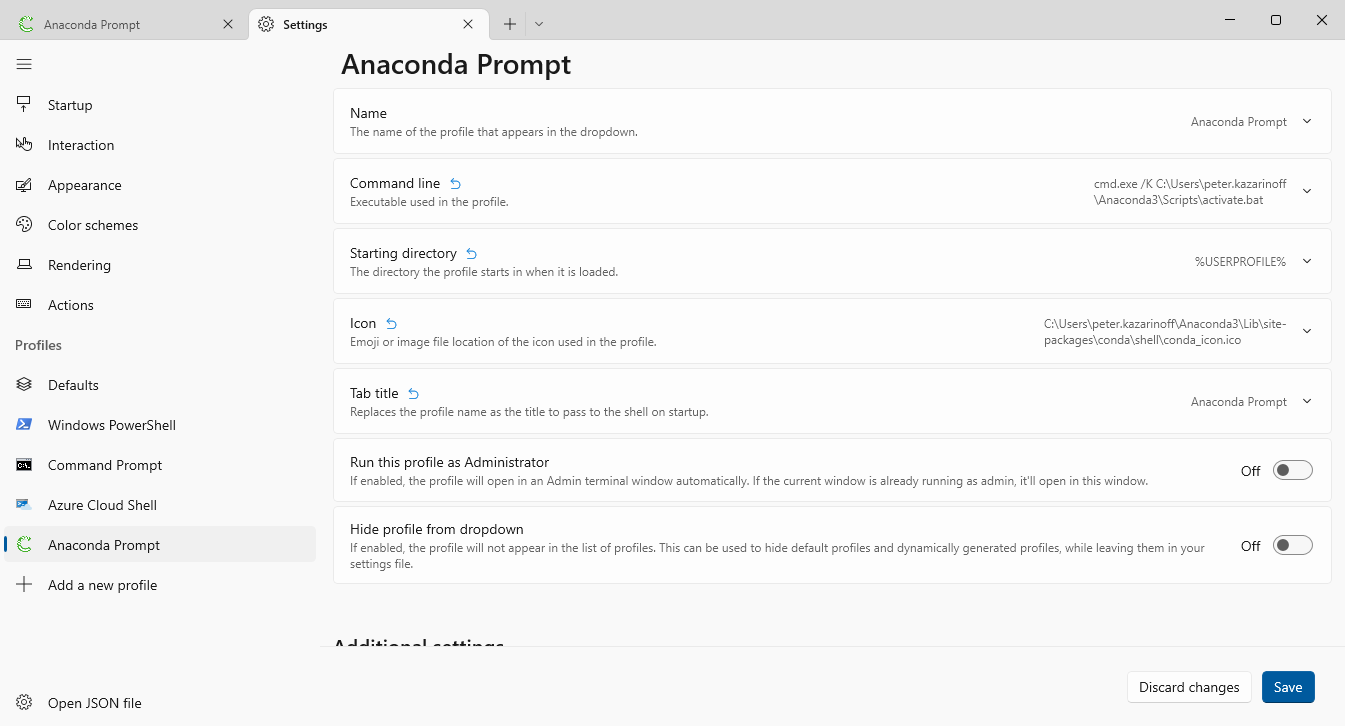 Anaconda Prompt
Settings
Startup
Interaction
Appearance
Color schemes
Rendering
Actions
Profiles
Defaults
Windows PowerShell
Command Prompt
Azure Cloud Shell
Anaconda Prompt
Add a new profile
Open JSON file
Anaconda Prompt
Name
The name of the profile that appears in the dropdown.
Anaconda Prompt
Command line
Executable used in the profile.
cmd.exe /K C:\Users\peter.kazarinoff
\Anaconda3\Scripts\activate.bat
Starting directory
The directory the profile starts in when it is loaded.
%USERPROFILE%
Icon
Emoji or image file location of the icon used in the profile.
C:\Users\peter.kazarinoff\Anaconda3\Lib\site-
packages\conda\shell\conda_icon.ico
Tab title
Replaces the profile name as the title to pass to the shell on startup.
Anaconda Prompt
Run this profile as Administrator
If enabled, the profile will open in an Admin terminal window automatically. If the current window is already running as admin, it'll open in this window.
Off
Hide profile from dropdown
If enabled, the profile will not appear in the list of profiles. This can be used to hide default profiles and dynamically generated profiles, while leaving them in your
settings file.
Off
Additional settings
Discard changes
Save